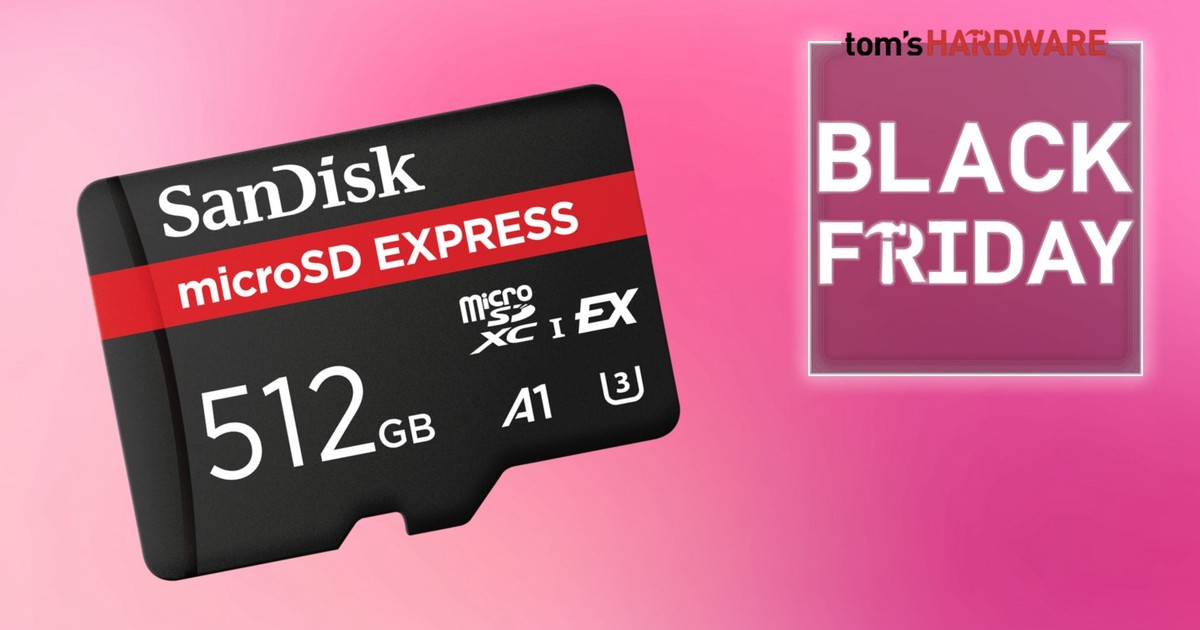 SanDisk
microSD EXPRESS
micro
SD
XC I EX
512GB
A1
3
tom's HARDWARE
BLACK
FRIDAY